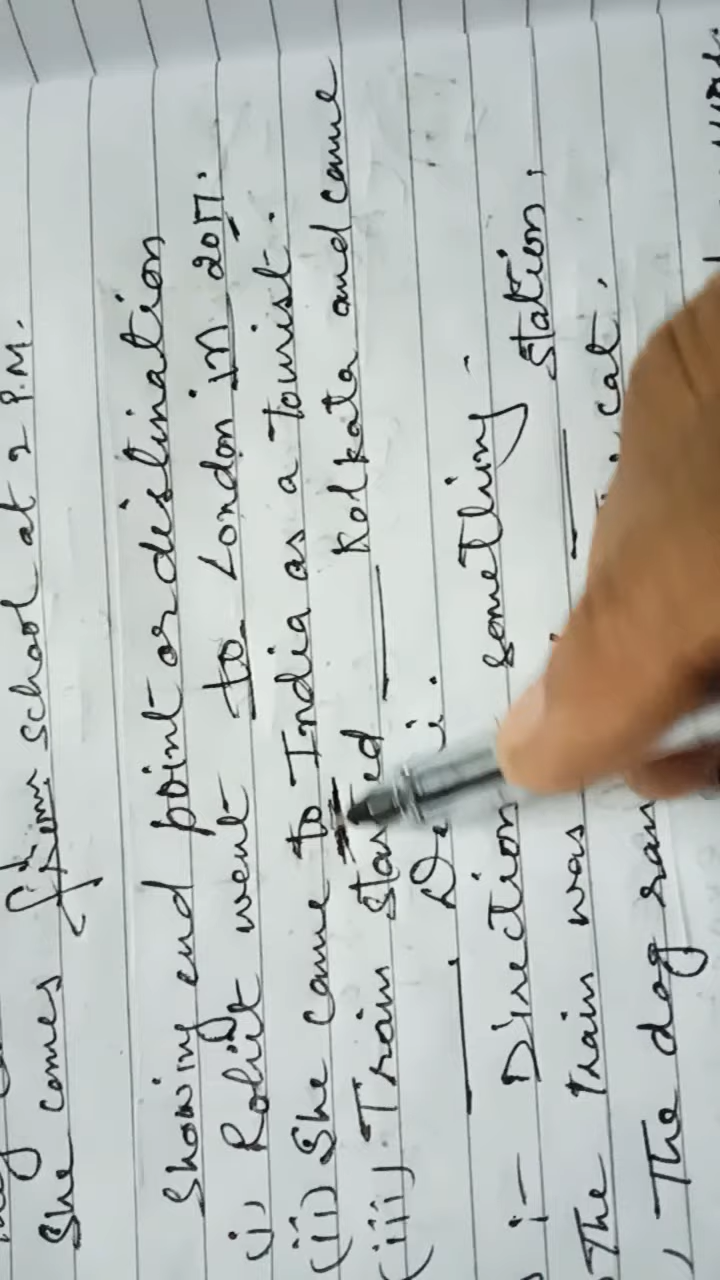 She comes from school at 2 P.M.
Showing end point or distination
(i) Rohit went to London in 2017.
(ii) She came to India as a tourist.
(iii) Train started ___ Kolkata and came
___ De i.
:- Direction something -
The train was ___ station.
, The dog ran cat.